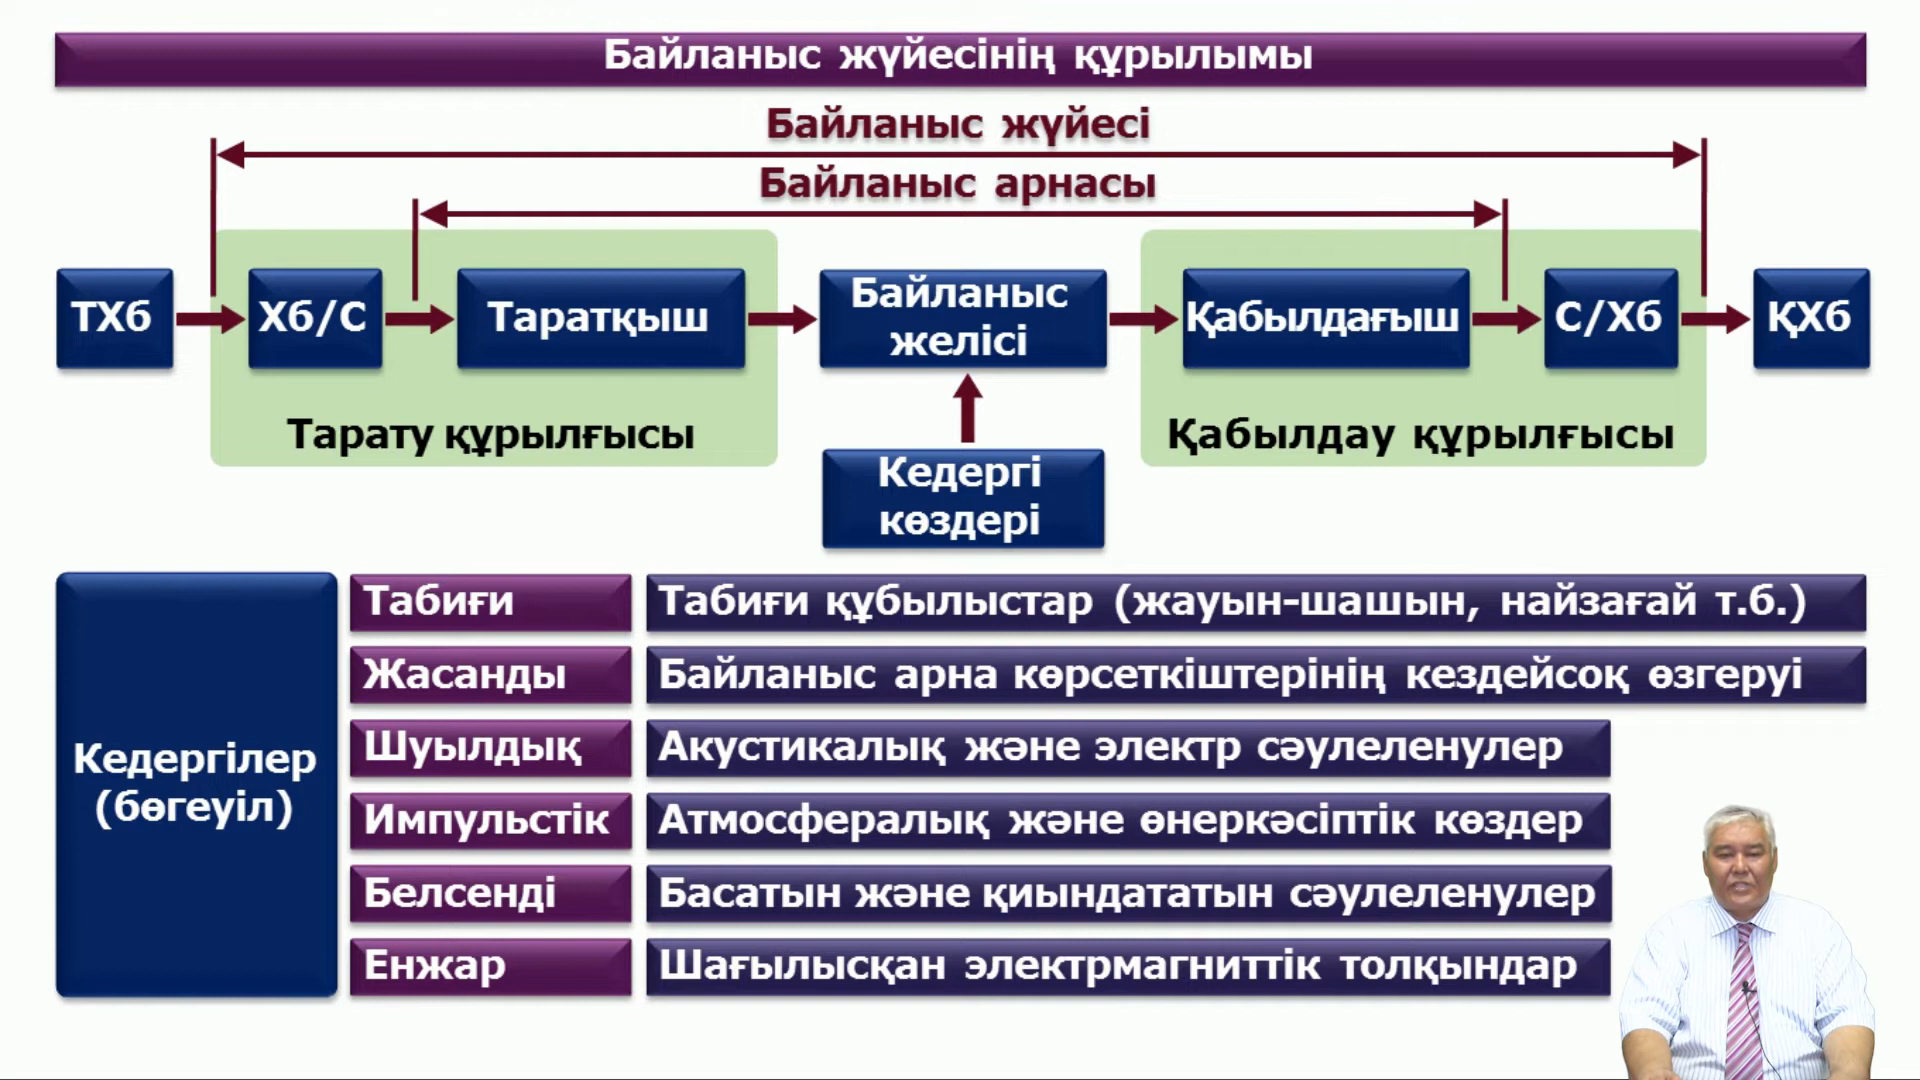 Байланыс жүйесінің құрылымы
Байланыс жүйесі
Байланыс арнасы
ТХб
Хб/С
Таратқыш
Байланыс
желісі
Қабылдағыш
С/Хб
ҚХб
Тарату құрылғысы
Қабылдау құрылғысы
Кедергі
көздері
Кедергілер
(бөгеуіл)
Табиғи
Табиғи құбылыстар (жауын-шашын, найзағай т.б.)
Жасанды
Байланыс арна көрсеткіштерінің кездейсоқ өзгеруі
Шуылдық
Акустикалық және электр сәулеленулер
Импульстік
Атмосфералық және өнеркәсіптік көздер
Белсенді
Басатын және қиындататын сәулеленулер
Енжар
Шағылысқан электрмагниттік толқындар